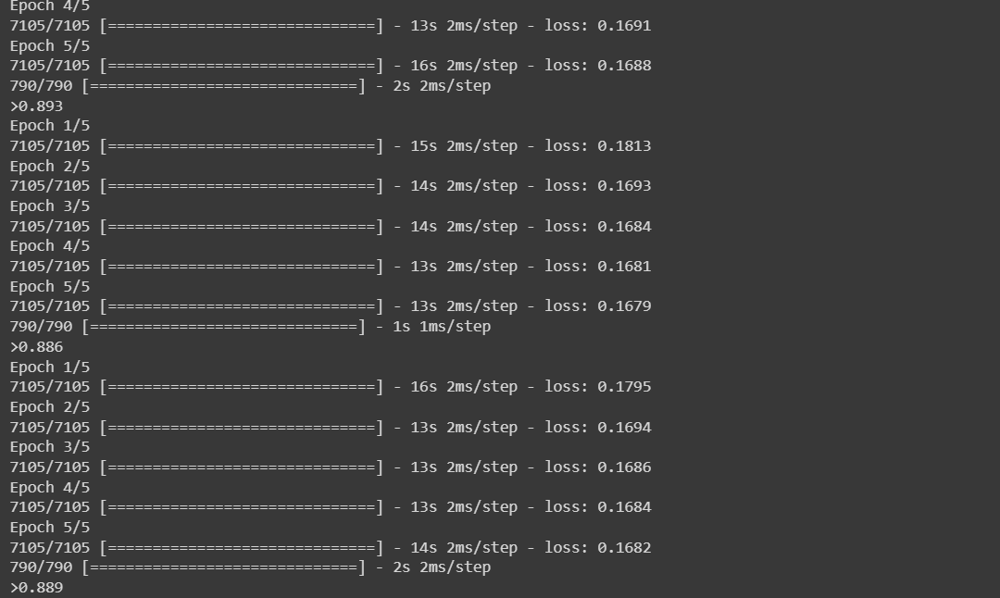 Epoch 4/5
7105/7105 [==============================] - 13s 2ms/step - loss: 0.1691
Epoch 5/5
7105/7105 [==============================] - 16s 2ms/step - loss: 0.1688
790/790 [==============================] - 2s 2ms/step
>0.893
Epoch 1/5
7105/7105 [==============================] - 15s 2ms/step - loss: 0.1813
Epoch 2/5
7105/7105 [==============================] - 14s 2ms/step - loss: 0.1693
Epoch 3/5
7105/7105 [==============================] - 14s 2ms/step - loss: 0.1684
Epoch 4/5
7105/7105 [==============================] - 13s 2ms/step - loss: 0.1681
Epoch 5/5
7105/7105 [==============================] - 13s 2ms/step - loss: 0.1679
790/790 [==============================] - 1s 1ms/step
>0.886
Epoch 1/5
7105/7105 [==============================] - 16s 2ms/step - loss: 0.1795
Epoch 2/5
7105/7105 [==============================] - 13s 2ms/step - loss: 0.1694
Epoch 3/5
7105/7105 [==============================] - 13s 2ms/step - loss: 0.1686
Epoch 4/5
7105/7105 [==============================] - 13s 2ms/step - loss: 0.1684
Epoch 5/5
7105/7105 [==============================] - 14s 2ms/step - loss: 0.1682
790/790 [==============================] - 2s 2ms/step
>0.889